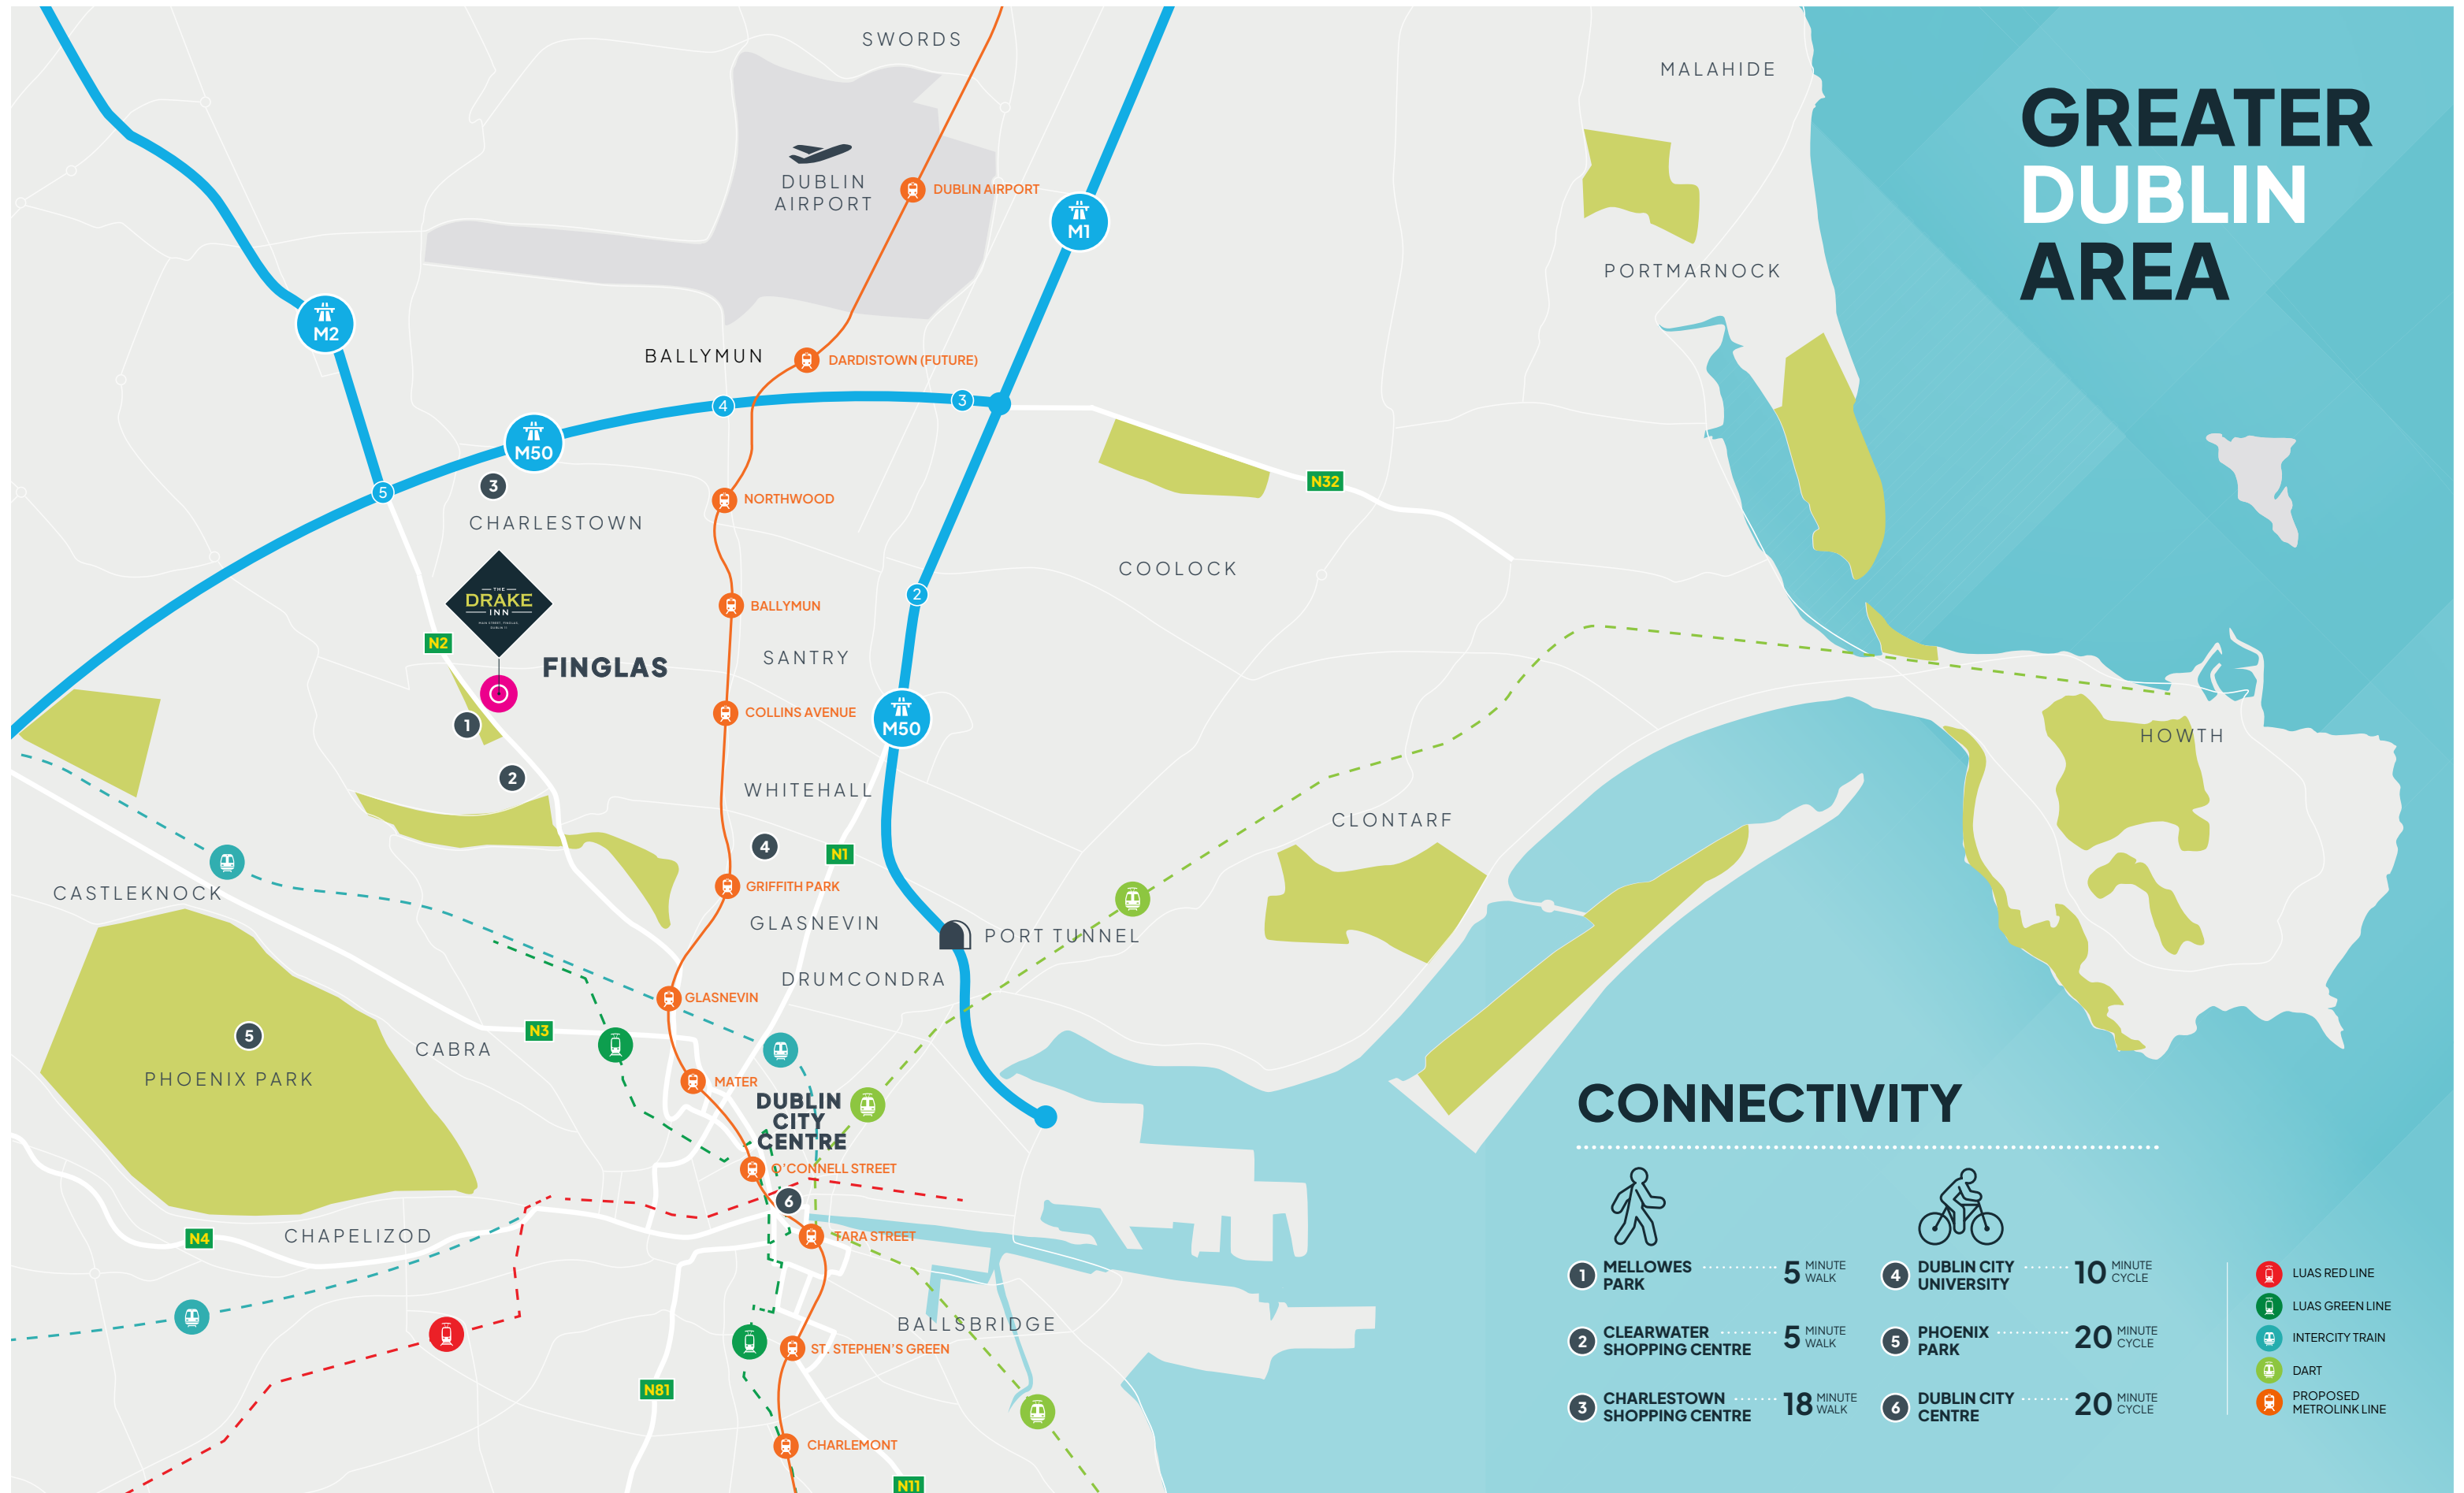 GREATER
DUBLIN
AREA
SWORDS
MALAHIDE
DUBLIN
AIRPORT
DUBLIN AIRPORT
M1
PORTMARNOCK
M2
BALLYMUN
DARDISTOWN (FUTURE)
4
3
M50
5
3
N32
NORTHWOOD
CHARLESTOWN
COOLOCK
THE
DRAKE
INN
MAIN STREET, FINGLAS,
DUBLIN 11
2
BALLYMUN
N2
SANTRY
FINGLAS
COLLINS AVENUE
M50
1
HOWTH
2
WHITEHALL
CLONTARF
4
N1
GRIFFITH PARK
CASTLEKNOCK
GLASNEVIN
PORT TUNNEL
DRUMCONDRA
GLASNEVIN
N3
5
CABRA
PHOENIX PARK
MATER
DUBLIN
CITY
CENTRE
O'CONNELL STREET
6
N4
CHAPELIZOD
TARA STREET
BALLSBRIDGE
ST. STEPHEN'S GREEN
N81
CHARLEMONT
N11
CONNECTIVITY
1 MELLOWES
PARK
5 MINUTE
WALK
2 CLEARWATER
SHOPPING CENTRE
5 MINUTE
WALK
3 CHARLESTOWN
SHOPPING CENTRE
18 MINUTE
WALK
4 DUBLIN CITY
UNIVERSITY
10 MINUTE
CYCLE
5 PHOENIX
PARK
20 MINUTE
CYCLE
6 DUBLIN CITY
CENTRE
20 MINUTE
CYCLE
LUAS RED LINE
LUAS GREEN LINE
INTERCITY TRAIN
DART
PROPOSED
METROLINK LINE